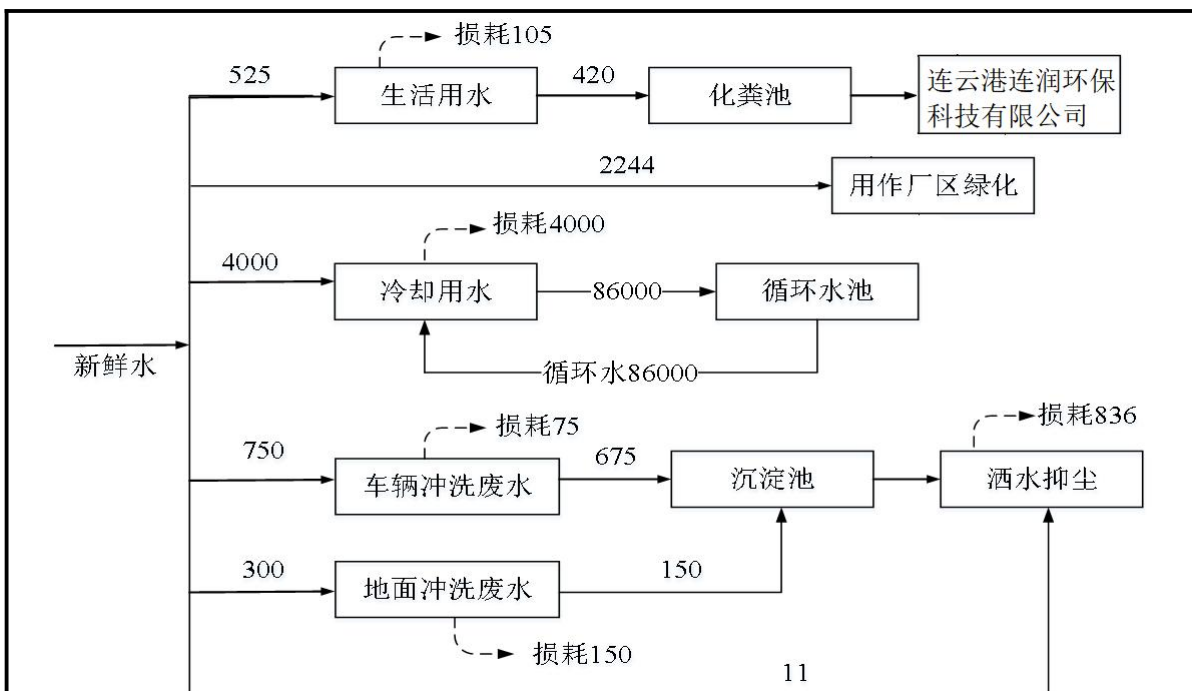 损耗105
525
生活用水
420
化粪池
连云港连润环保
科技有限公司
2244
用作厂区绿化
损耗4000
4000
冷却用水
86000
循环水池
新鲜水
循环水86000
损耗75
损耗836
750
车辆冲洗废水
675
沉淀池
洒水抑尘
300
地面冲洗废水
150
损耗150
11